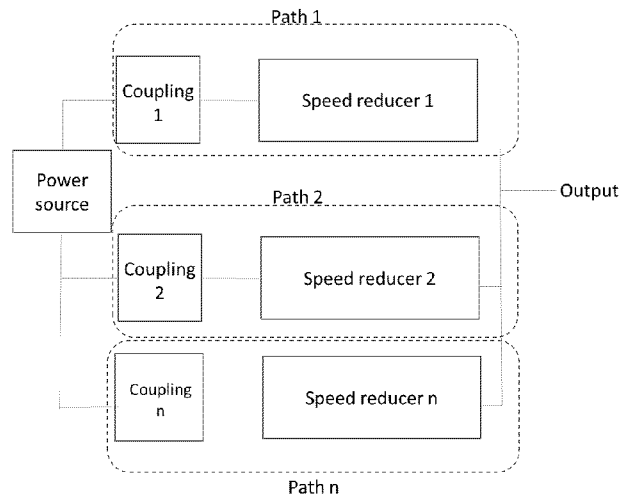 Path 1
Coupling
1
Speed reducer 1
Power
source
Output
Path 2
Coupling
2
Speed reducer 2
Coupling
n
Speed reducer n
Path n